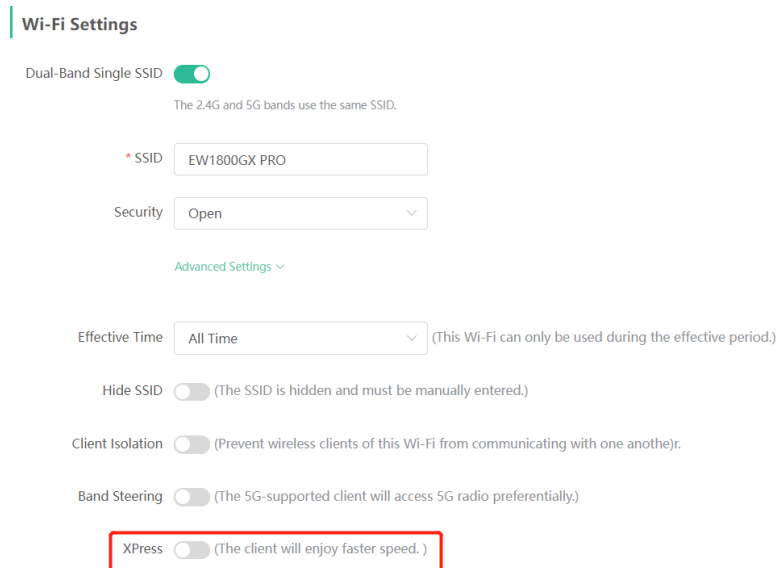 Wi-Fi Settings
Dual-Band Single SSID
The 2.4G and 5G bands use the same SSID.
* SSID EW1800GX PRO
Security Open
Advanced Settings
Effective Time All Time (This Wi-Fi can only be used during the effective period.)
Hide SSID (The SSID is hidden and must be manually entered.)
Client Isolation (Prevent wireless clients of this Wi-Fi from communicating with one anothe)r.
Band Steering (The 5G-supported client will access 5G radio preferentially.)
XPress (The client will enjoy faster speed. )